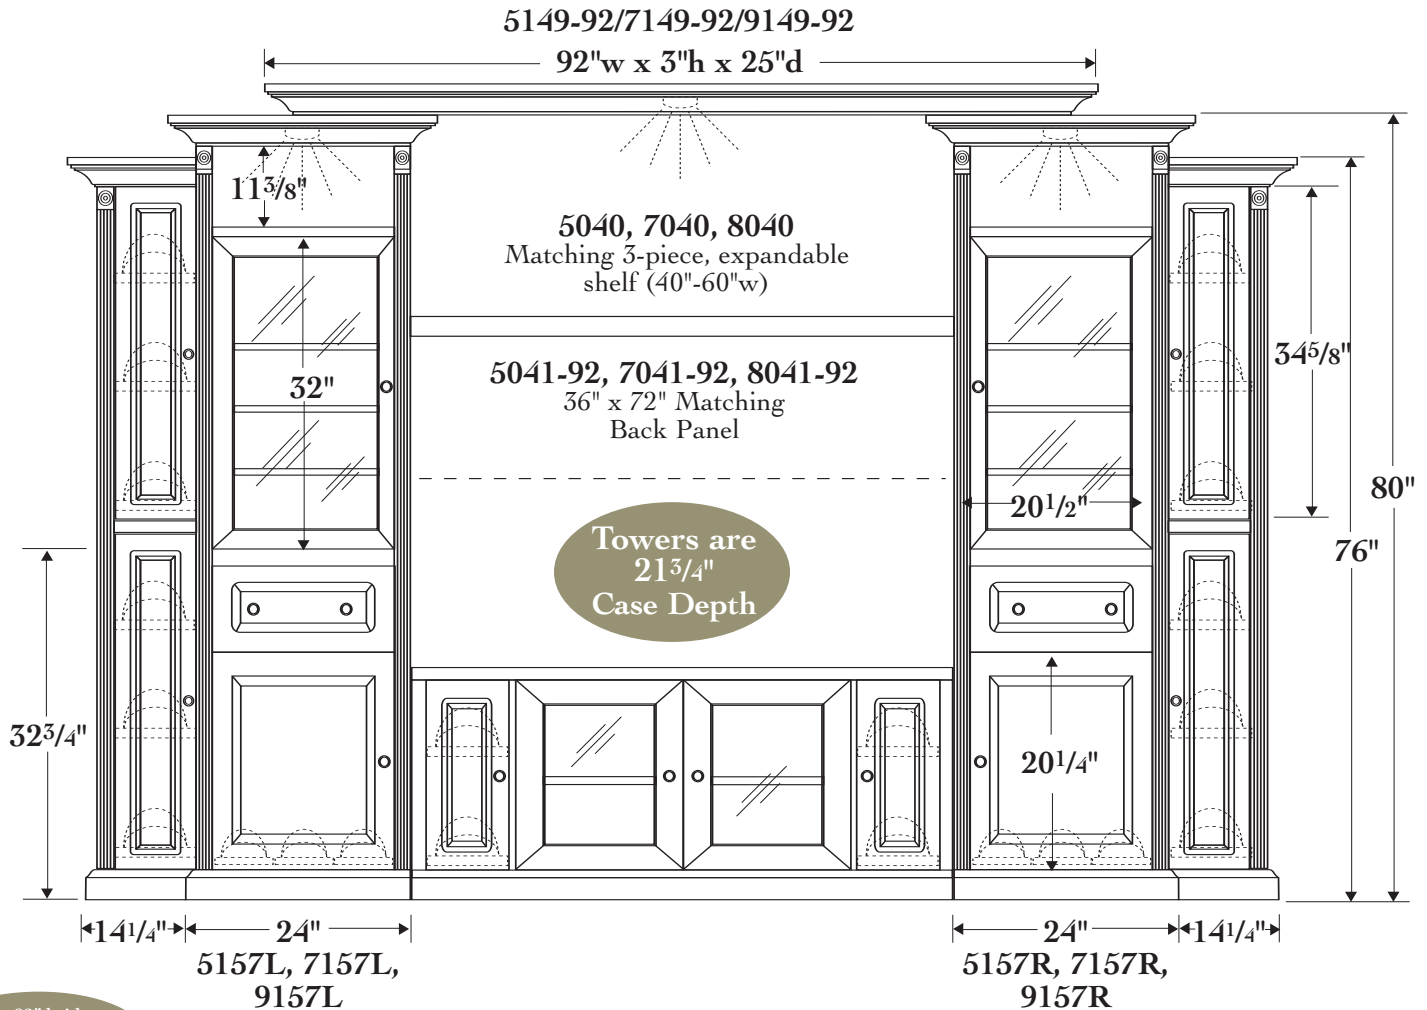 5149-92/7149-92/9149-92
92"w x 3"h x 25"d
11 3/8"
5040, 7040, 8040
Matching 3-piece, expandable
shelf (40"-60"w)
34 5/8"
32"
5041-92, 7041-92, 8041-92
36" x 72" Matching
Back Panel
80"
20 1/2"
76"
Towers are
21 3/4"
Case Depth
32 3/4"
20 1/4"
14 1/4"
24"
24"
14 1/4"
5157L, 7157L,
9157L
5157R, 7157R,
9157R